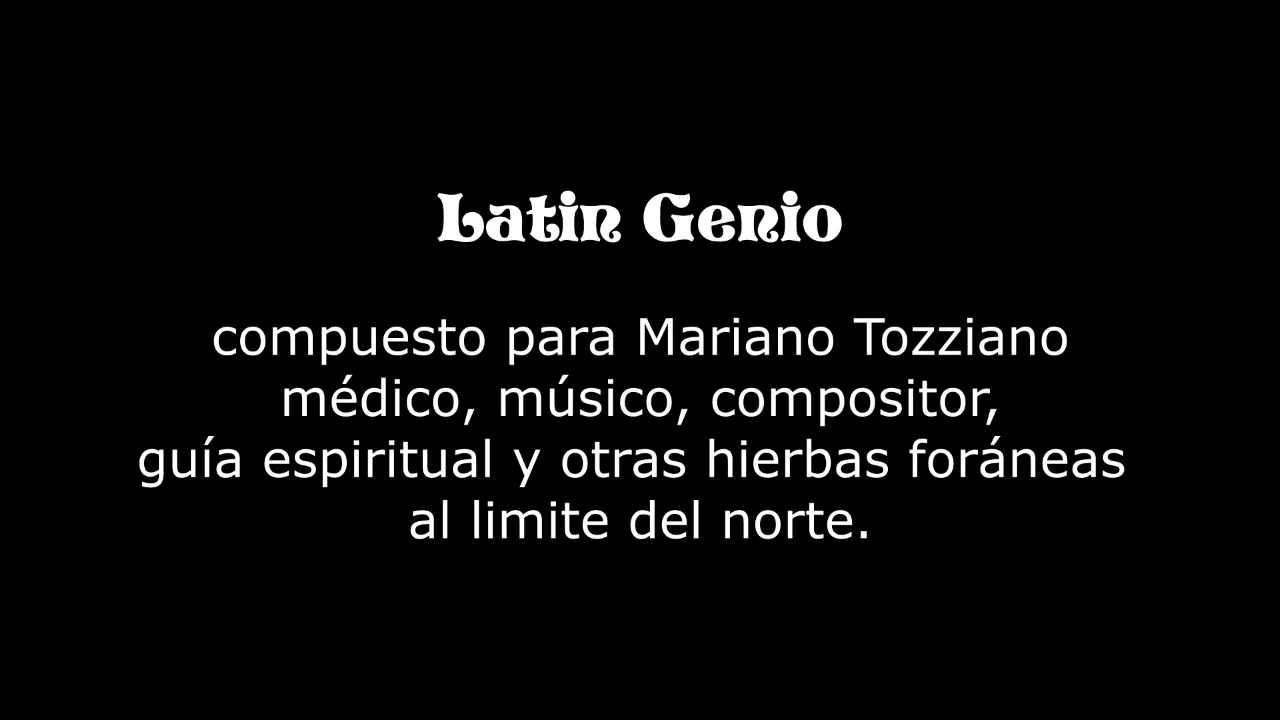 Latin Genio
compuesto para Mariano Tozziano
médico, músico, compositor,
guía espiritual y otras hierbas foráneas
al limite del norte.